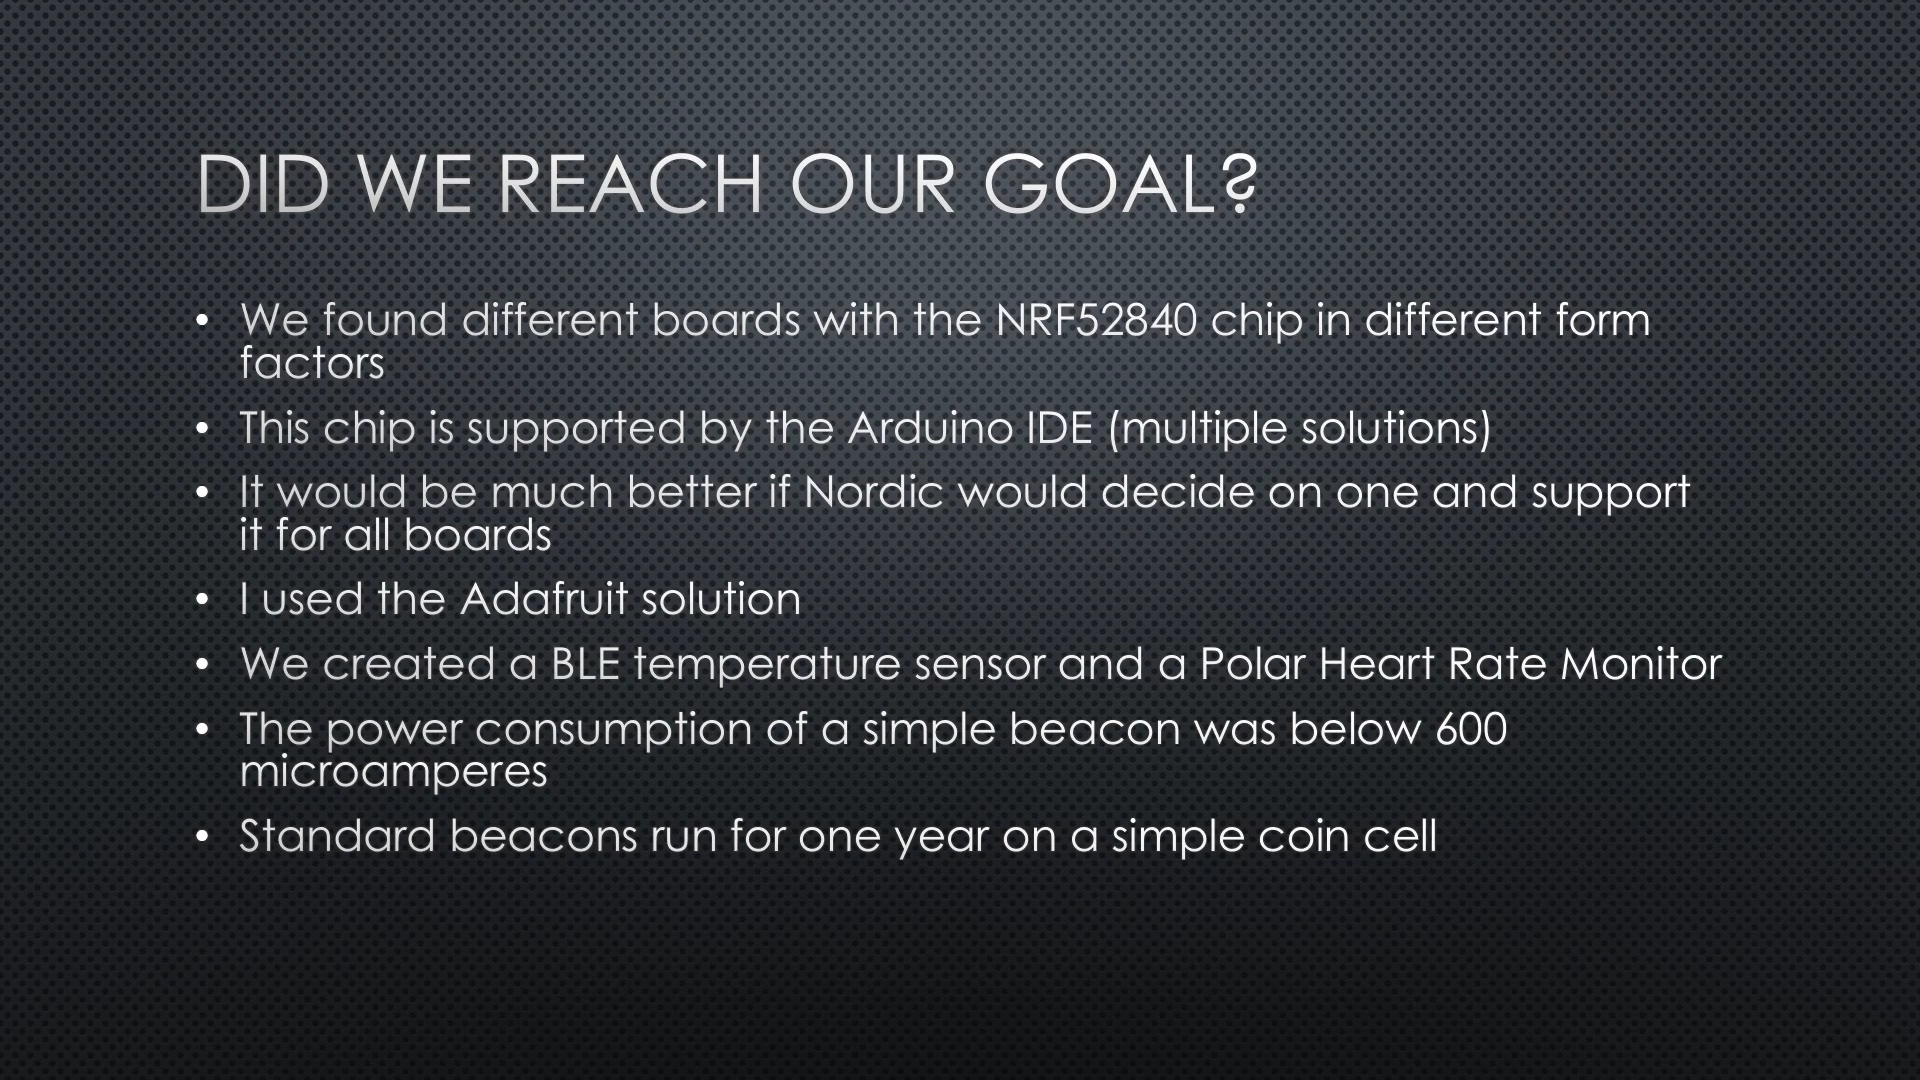 DID WE REACH OUR GOAL?
• We found different boards with the NRF52840 chip in different form
factors
• This chip is supported by the Arduino IDE (multiple solutions)
• It would be much better if Nordic would decide on one and support
it for all boards
• I used the Adafruit solution
• We created a BLE temperature sensor and a Polar Heart Rate Monitor
• The power consumption of a simple beacon was below 600
microamperes
• Standard beacons run for one year on a simple coin cell